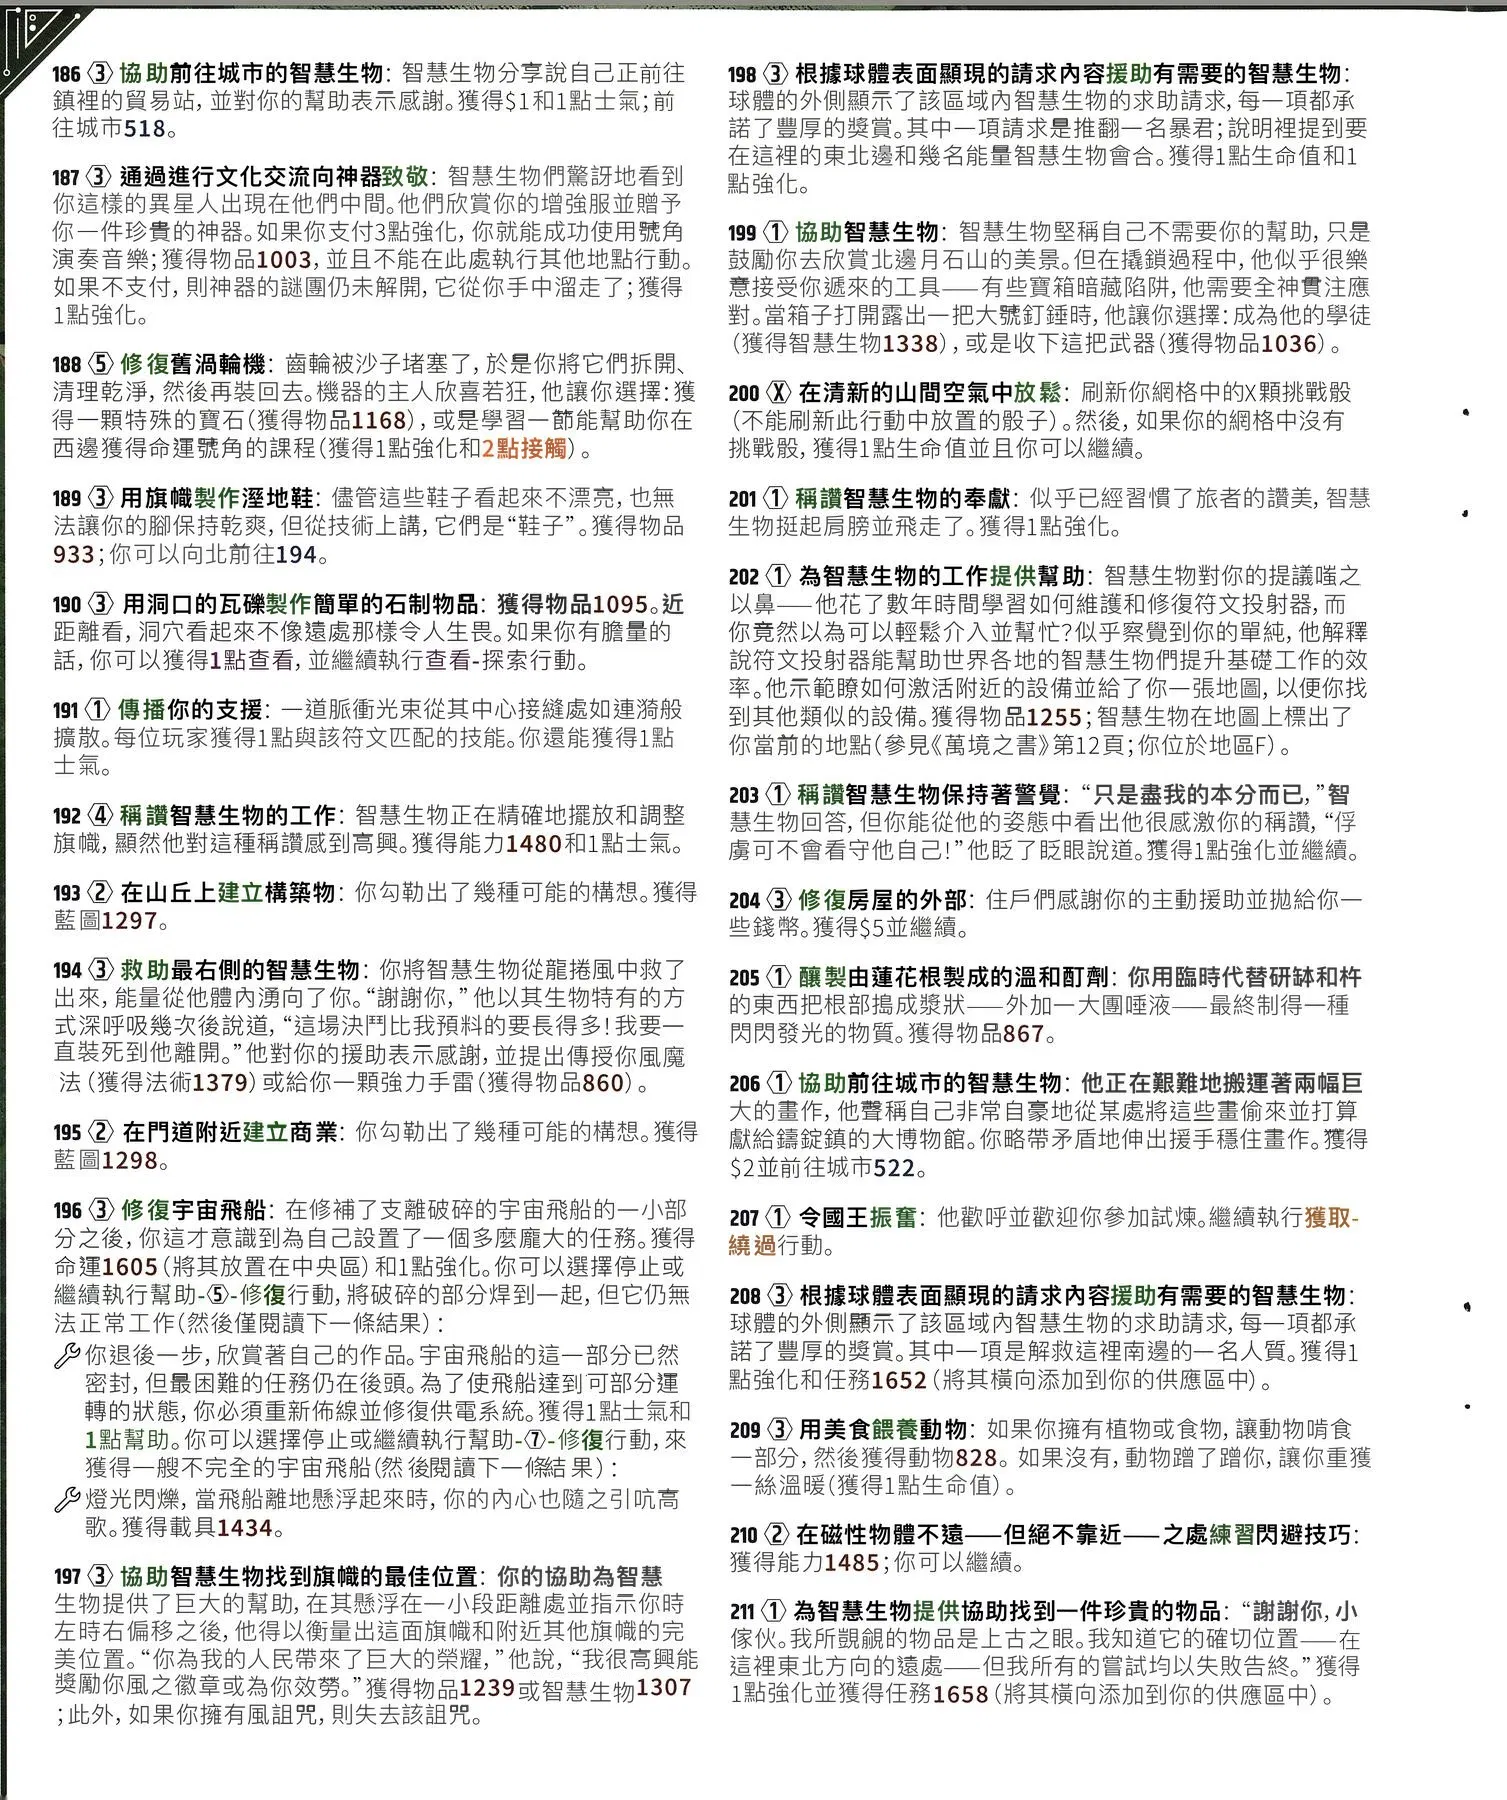 186 ③ 協助前往城市的智慧生物：智慧生物分享說自己正前往
鎮裡的貿易站，並對你的幫助表示感謝。獲得$1和1點士氣；前
往城市518。
187 ③ 通過進行文化交流向神器致敬：智慧生物們驚訝地看到
你這樣的異星人出現在他們中間。他們欣賞你的增強服並贈予
你一件珍貴的神器。如果你支付3點強化，你就能成功使用號角
演奏音樂；獲得物品1003，並且不能在此處執行其他地點行動。
如果不支付，則神器的謎團仍未解開，它從你手中溜走了；獲得
1點強化。
188 ⑤ 修復舊渦輪機：齒輪被沙子堵塞了，於是你將它們拆開、
清理乾淨，然後再裝回去。機器的主人欣喜若狂，他讓你選擇：獲
得一顆特殊的寶石（獲得物品1168），或是學習一節能幫助你在
西邊獲得命運號角的課程（獲得1點強化和2點接觸）。
189 ③ 用旗幟製作溼地鞋：儘管這些鞋子看起來不漂亮，也無
法讓你的腳保持乾爽，但從技術上講，它們是“鞋子”。獲得物品
933；你可以向北前往194。
190 ③ 用洞口的瓦礫製作簡單的石制物品：獲得物品1095。近
距離看，洞穴看起來不像遠處那樣令人生畏。如果你有膽量的
話，你可以獲得1點查看，並繼續執行查看-探索行動。
191 ① 傳播你的支援：一道脈衝光束從其中心接縫處如連漪般
擴散。每位玩家獲得1點與該符文匹配的技能。你還能獲得1點
士氣。
192 ④ 稱讚智慧生物的工作：智慧生物正在精確地擺放和調整
旗幟，顯然他對這種稱讚感到高興。獲得能力1480和1點士氣。
193 ② 在山丘上建立構築物：你勾勒出了幾種可能的構想。獲得
藍圖1297。
194 ③ 救助最右側的智慧生物：你將智慧生物從龍捲風中救了
出來，能量從他體內湧向了你。“謝謝你，”他以其生物特有的方
式深呼吸幾次後說道，“這場決鬥比我預料的要長得多！我要一
直裝死到他離開。”他對你的援助表示感謝，並提出傳授你風魔
法（獲得法術1379）或給你一顆強力手雷（獲得物品860）。
195 ② 在門道附近建立商業：你勾勒出了幾種可能的構想。獲得
藍圖1298。
196 ③ 修復宇宙飛船：在修補了支離破碎的宇宙飛船的一小部
分之後，你這才意識到為自己設置了一個多麼龐大的任務。獲得
命運1605（將其放置在中央區）和1點強化。你可以選擇停止或
繼續執行幫助-⑤-修復行動，將破碎的部分焊到一起，但它仍無
法正常工作（然後僅閱讀下一條結果）：
你退後一步，欣賞著自己的作品。宇宙飛船的這一部分已然
密封，但最困難的任務仍在後頭。為了使飛船達到可部分運
轉的狀態，你必須重新佈線並修復供電系統。獲得1點士氣和
1點幫助。你可以選擇停止或繼續執行幫助-⑦-修復行動，來
獲得一艘不完全的宇宙飛船（然後閱讀下一條結果）：
燈光閃爍，當飛船離地懸浮起來時，你的內心也隨之引吭高
歌。獲得載具1434。
197 ③ 協助智慧生物找到旗幟的最佳位置：你的協助為智慧
生物提供了巨大的幫助，在其懸浮在一小段距離處並指示你時
左時右偏移之後，他得以衡量出這面旗幟和附近其他旗幟的完
美位置。“你為我的人民帶來了巨大的榮耀，”他說，“我很高興能
獎勵你風之徽章或為你效勞。”獲得物品1239或智慧生物1307
；此外，如果你擁有風詛咒，則失去該詛咒。
198 ③ 根據球體表面顯現的請求內容援助有需要的智慧生物：
球體的外側顯示了該區域內智慧生物的求助請求，每一項都承
諾了豐厚的獎賞。其中一項請求是推翻一名暴君；說明裡提到要
在這裡的東北邊和幾名能量智慧生物會合。獲得1點生命值和1
點強化。
199 ① 協助智慧生物：智慧生物堅稱自己不需要你的幫助，只是
鼓勵你去欣賞北邊月石山的美景。但在撬鎖過程中，他似乎很樂
意接受你遞來的工具——有些寶箱暗藏陷阱，他需要全神貫注應
對。當箱子打開露出一把大號釘錘時，他讓你選擇：成為他的學徒
（獲得智慧生物1338），或是收下這把武器（獲得物品1036）。
200 Ⓧ 在清新的山間空氣中放鬆：刷新你網格中的X顆挑戰骰
（不能刷新此行動中放置的骰子）。然後，如果你的網格中沒有
挑戰骰，獲得1點生命值並且你可以繼續。
201 ① 稱讚智慧生物的奉獻：似乎已經習慣了旅者的讚美，智慧
生物挺起肩膀並飛走了。獲得1點強化。
202 ① 為智慧生物的工作提供幫助：智慧生物對你的提議嗤之
以鼻——他花了數年時間學習如何維護和修復符文投射器，而
你竟然以為可以輕鬆介入並幫忙？似乎察覺到你的單純，他解釋
說符文投射器能幫助世界各地的智慧生物們提升基礎工作的效
率。他示範瞭如何激活附近的設備並給了你一張地圖，以便你找
到其他類似的設備。獲得物品1255；智慧生物在地圖上標出了
你當前的地點（參見《萬境之書》第12頁；你位於地區F）。
203 ① 稱讚智慧生物保持著警覺：“只是盡我的本分而已，”智
慧生物回答，但你能從他的姿態中看出他很感激你的稱讚，“俘
虜可不會看守他自己！”他眨了眨眼說道。獲得1點強化並繼續。
204 ③ 修復房屋的外部：住戶們感謝你的主動援助並拋給你一
些錢幣。獲得$5並繼續。
205 ① 釀製由蓮花根製成的溫和酊劑：你用臨時代替研缽和杵
的東西把根部搗成漿狀——外加一大團唾液——最終制得一種
閃閃發光的物質。獲得物品867。
206 ① 協助前往城市的智慧生物：他正在艱難地搬運著兩幅巨
大的畫作，他聲稱自己非常自豪地從某處將這些畫偷來並打算
獻給鑄錠鎮的大博物館。你略帶矛盾地伸出援手穩住畫作。獲得
$2並前往城市522。
207 ① 令國王振奮：他歡呼並歡迎你參加試煉。繼續執行獲取-
繞過行動。
208 ③ 根據球體表面顯現的請求內容援助有需要的智慧生物：
球體的外側顯示了該區域內智慧生物的求助請求，每一項都承
諾了豐厚的獎賞。其中一項是解救這裡南邊的一名人質。獲得1
點強化和任務1652（將其橫向添加到你的供應區中）。
209 ③ 用美食餵養動物：如果你擁有植物或食物，讓動物啃食
一部分，然後獲得動物828。如果沒有，動物蹭了蹭你，讓你重獲
一絲溫暖（獲得1點生命值）。
210 ② 在磁性物體不遠——但絕不靠近——之處練習閃避技巧：
獲得能力1485；你可以繼續。
211 ① 為智慧生物提供協助找到一件珍貴的物品：“謝謝你，小
傢伙。我所覬覦的物品是上古之眼。我知道它的確切位置——在
這裡東北方向的遠處——但我所有的嘗試均以失敗告終。”獲得
1點強化並獲得任務1658（將其橫向添加到你的供應區中）。